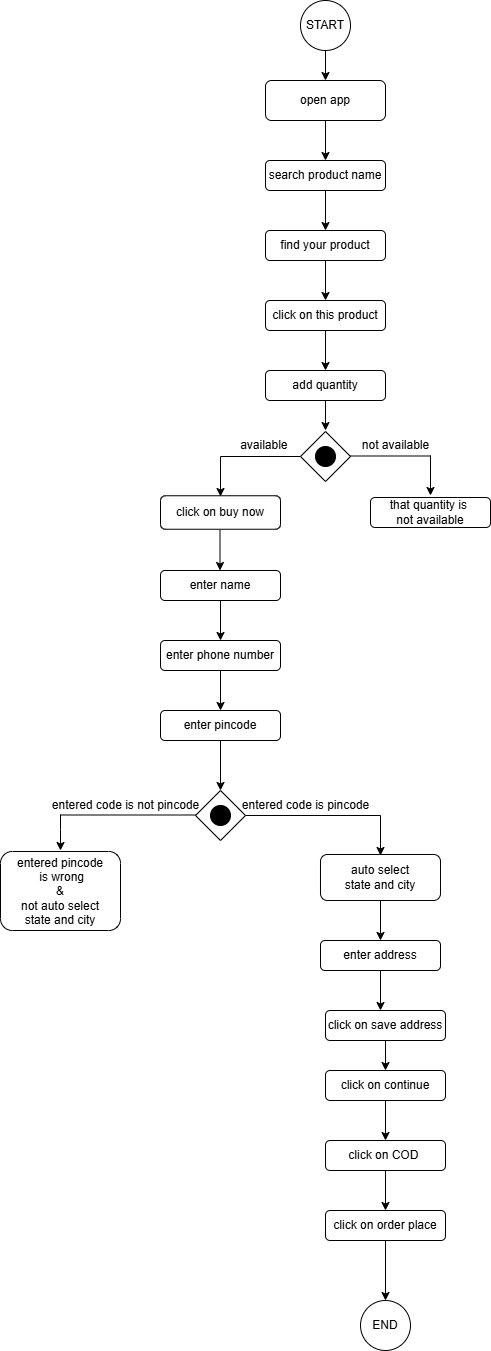 START
open app
search product name
find your product
click on this product
add quantity
available
not available
click on buy now
that quantity is
not available
enter name
enter phone number
enter pincode
entered code is not pincode
entered code is pincode
entered pincode
is wrong
&
not auto select
state and city
auto select
state and city
enter address
click on save address
click on continue
click on COD
click on order place
END